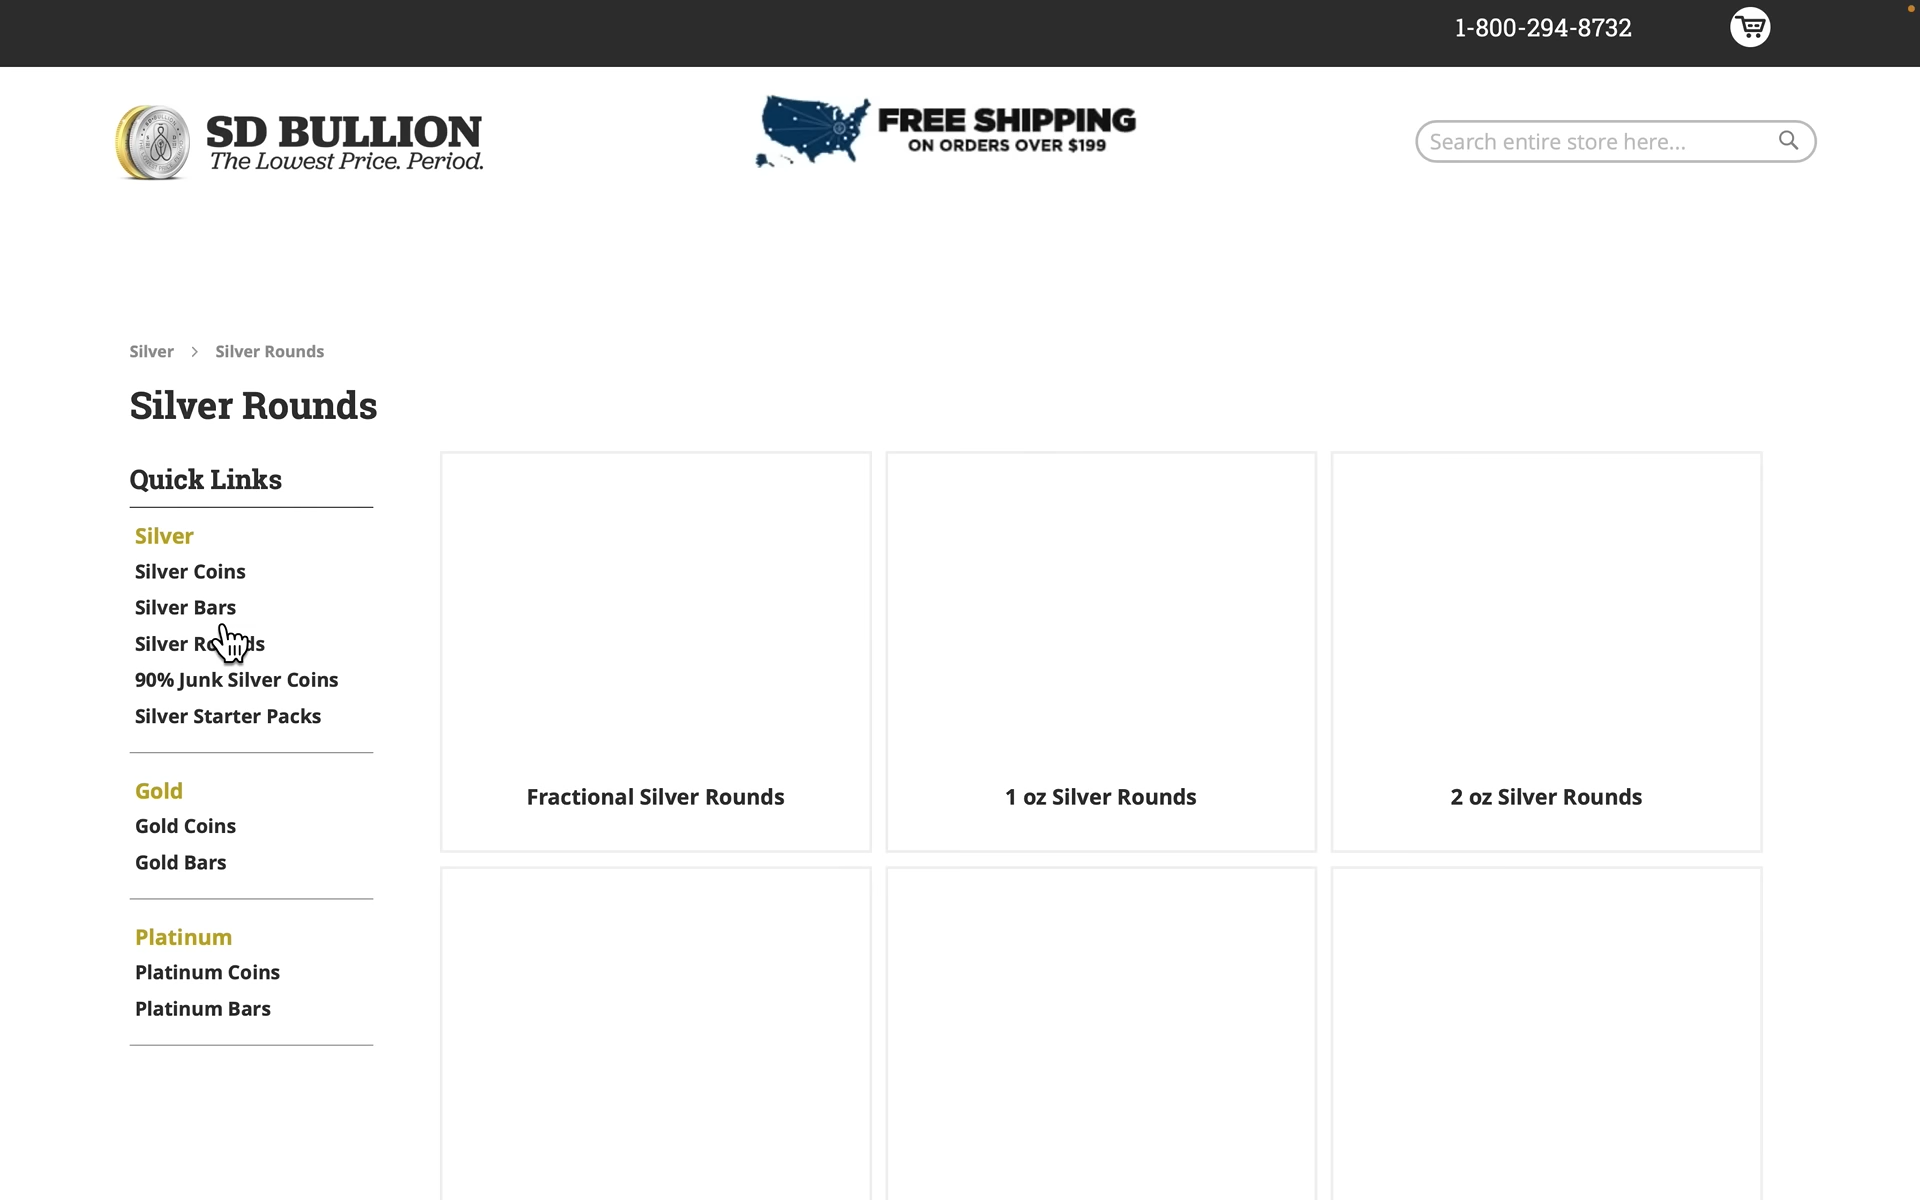 1-800-294-8732
SD BULLION
The Lowest Price. Period.
FREE SHIPPING
ON ORDERS OVER $199
Search entire store here...
Silver > Silver Rounds
Silver Rounds
Quick Links
Silver
Silver Coins
Silver Bars
Silver Rounds
90% Junk Silver Coins
Silver Starter Packs
Gold
Gold Coins
Gold Bars
Platinum
Platinum Coins
Platinum Bars
Fractional Silver Rounds
1 oz Silver Rounds
2 oz Silver Rounds